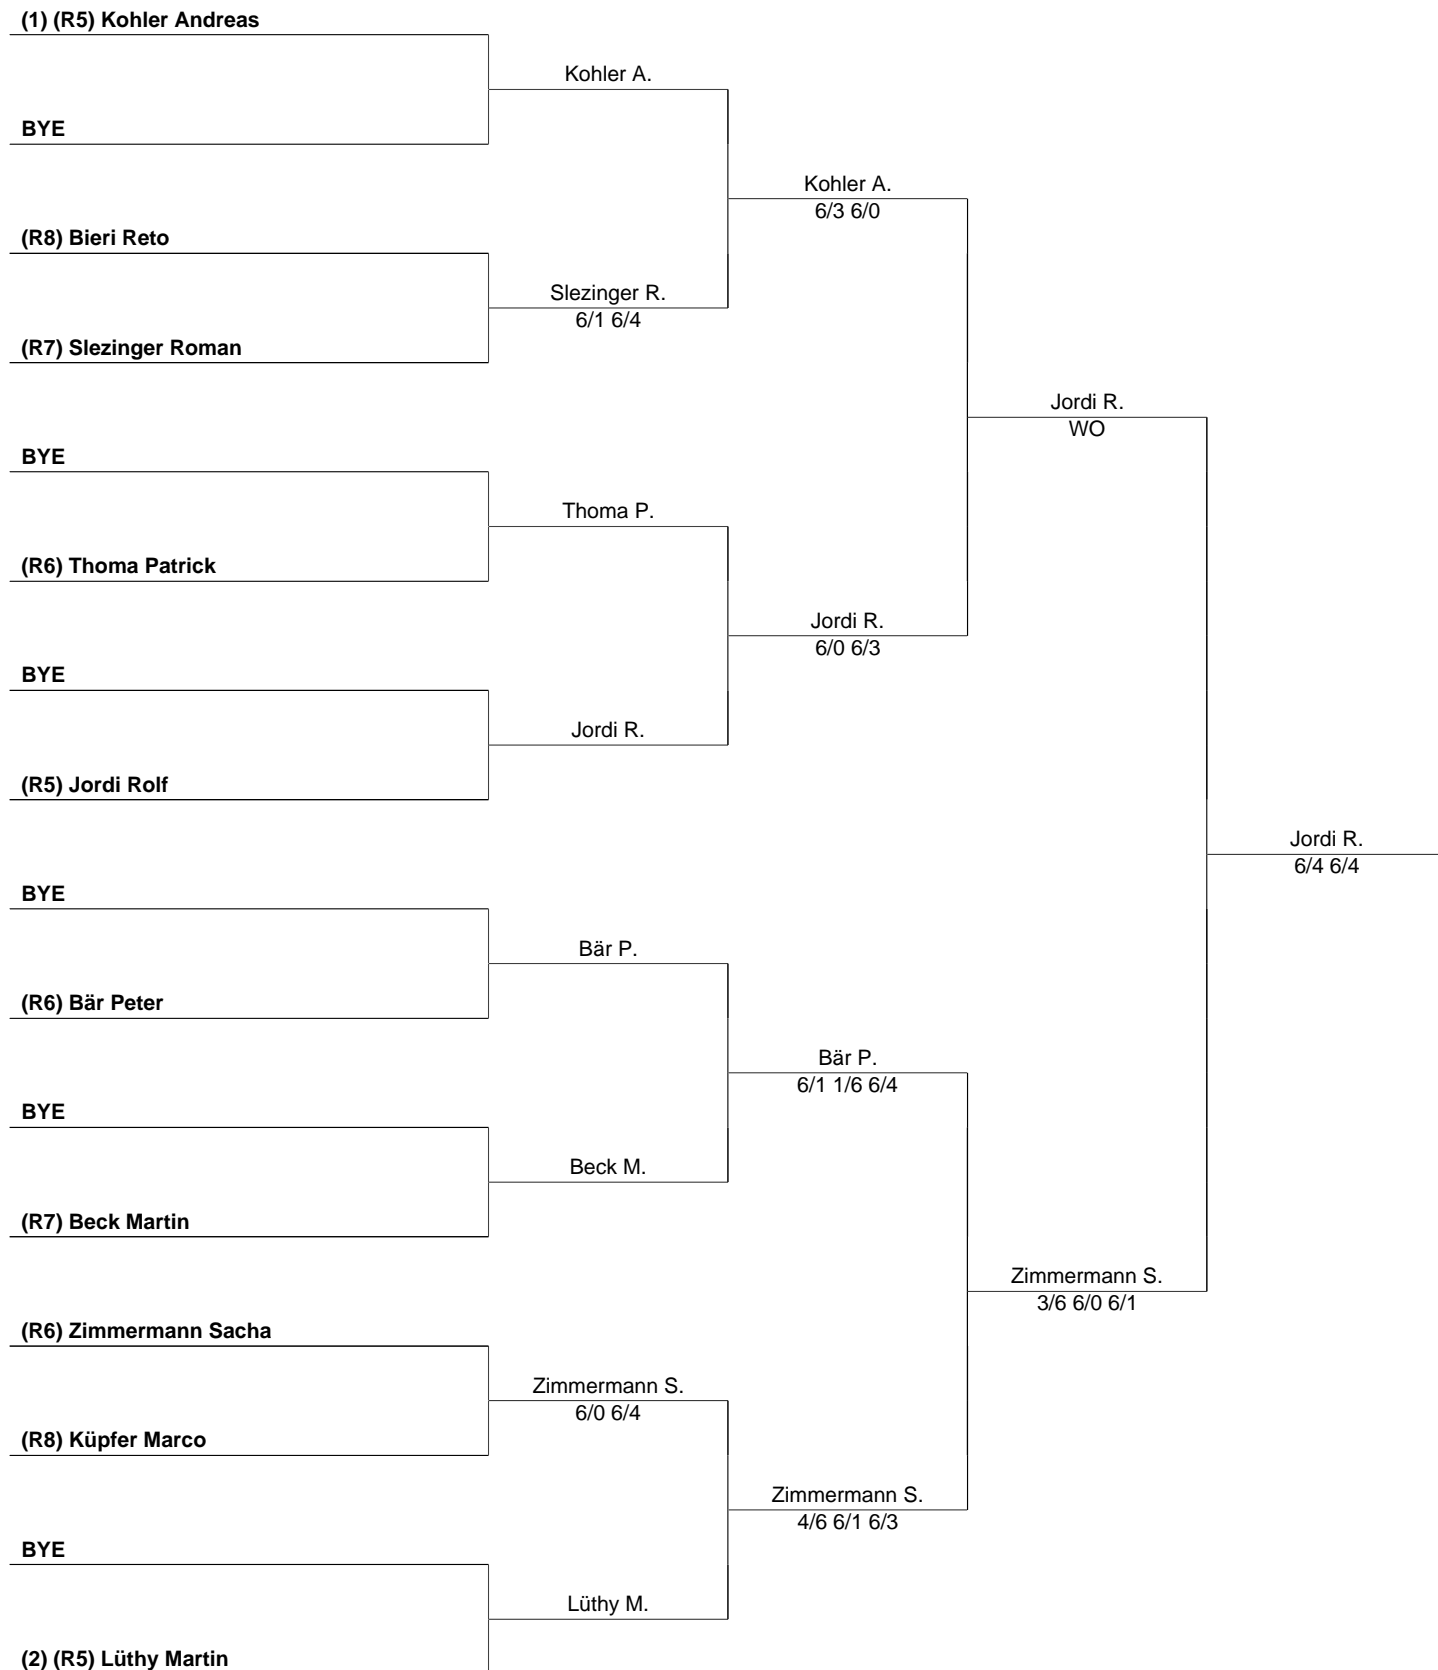 (1) (R5) Kohler Andreas
Kohler A.
BYE
Kohler A.
6/3 6/0
(R8) Bieri Reto
Slezinger R.
6/1 6/4
(R7) Slezinger Roman
Jordi R.
WO
BYE
Thoma P.
(R6) Thoma Patrick
Jordi R.
6/0 6/3
BYE
Jordi R.
(R5) Jordi Rolf
Jordi R.
6/4 6/4
BYE
Bär P.
(R6) Bär Peter
Bär P.
6/1 1/6 6/4
BYE
Beck M.
(R7) Beck Martin
Zimmermann S.
3/6 6/0 6/1
(R6) Zimmermann Sacha
Zimmermann S.
6/0 6/4
(R8) Küpfer Marco
Zimmermann S.
4/6 6/1 6/3
BYE
Lüthy M.
(2) (R5) Lüthy Martin